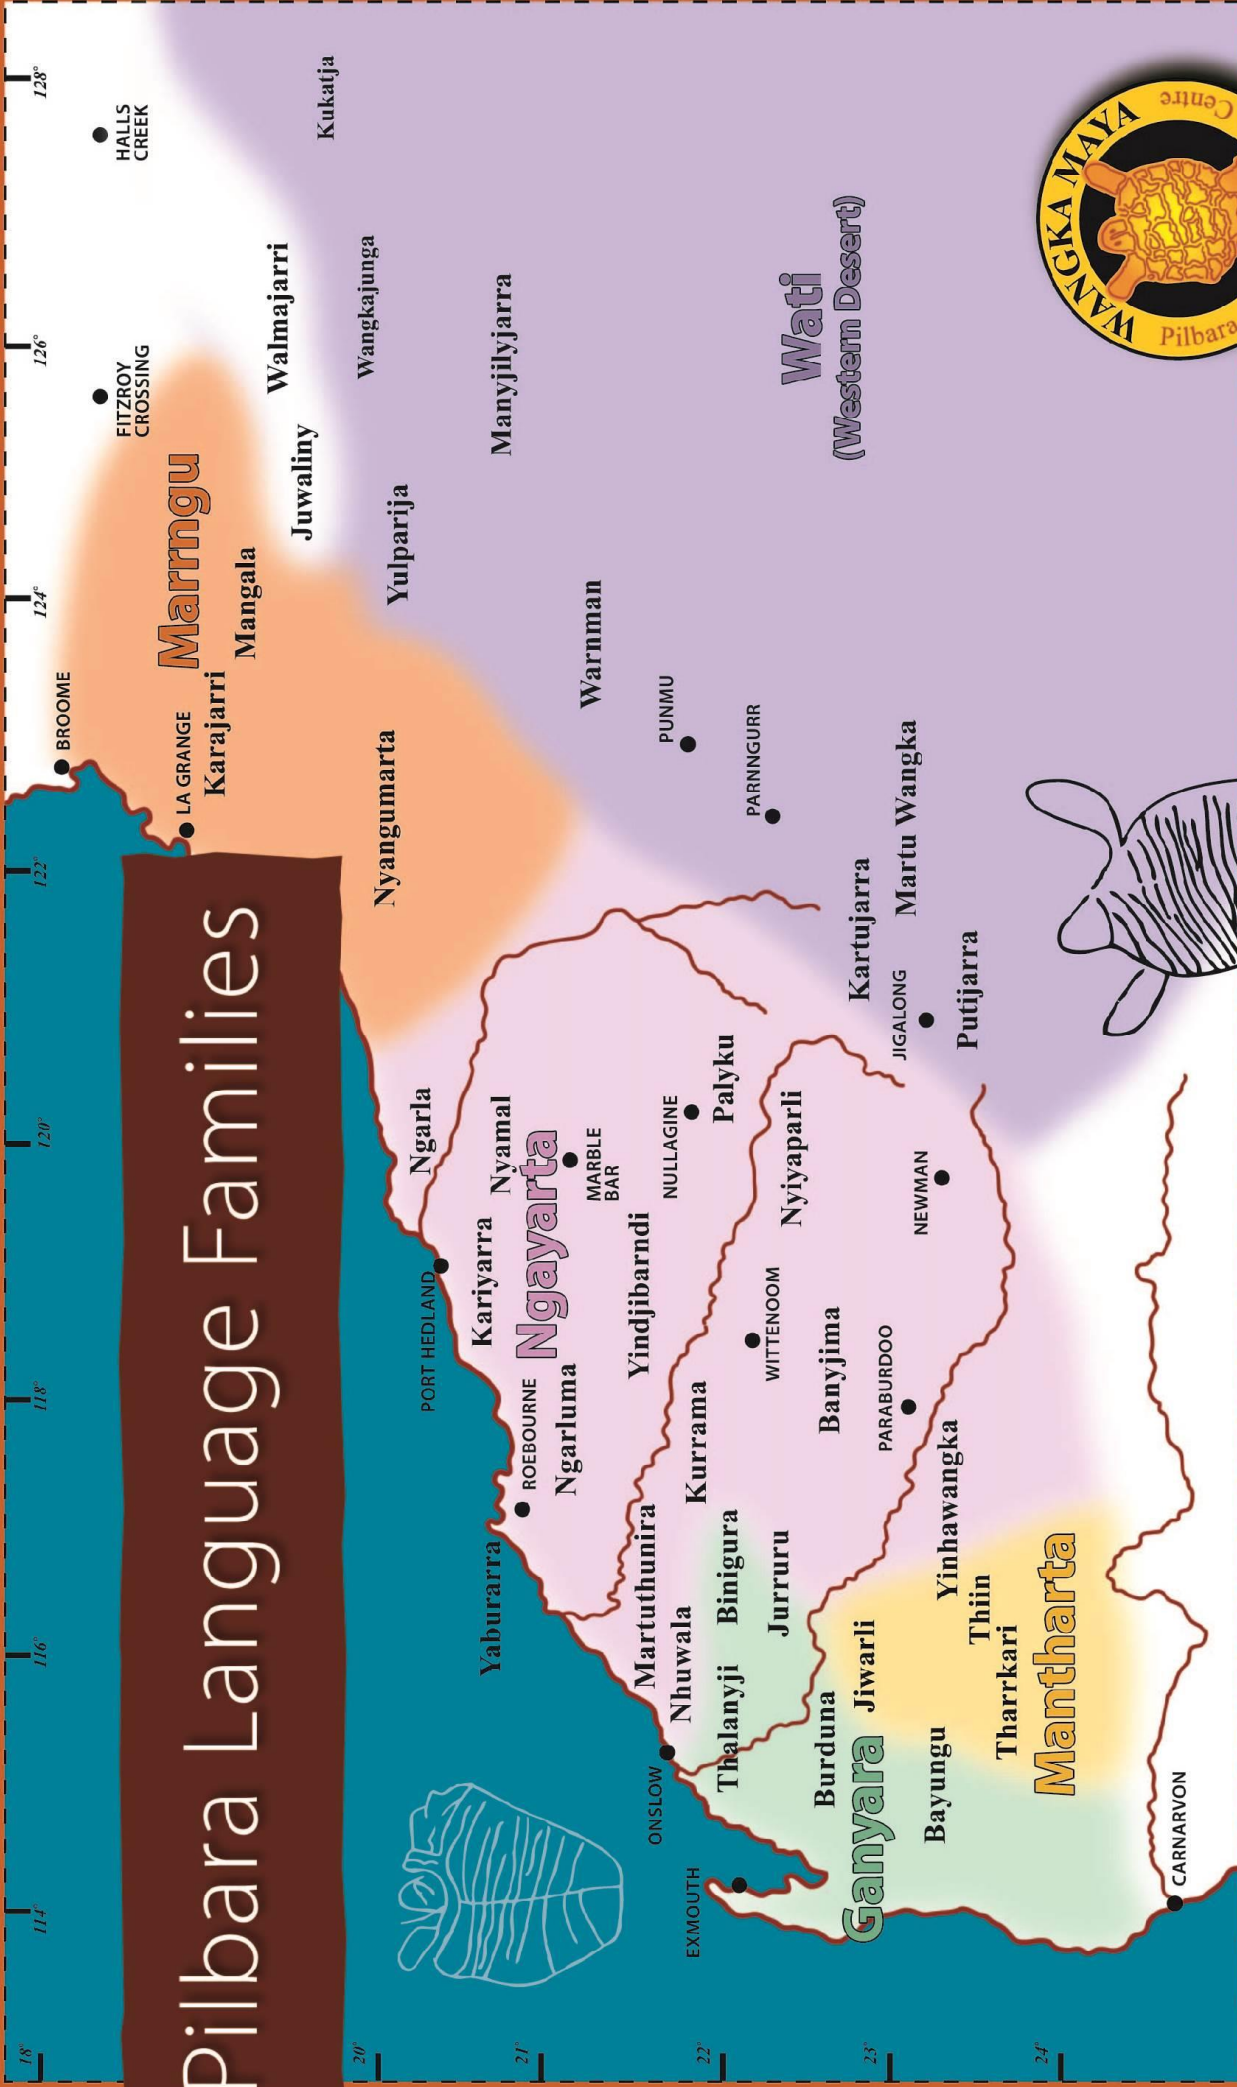 Pilbara Language Families
114°
116°
118°
120°
122°
124°
126°
128°
18°
20°
21°
22°
23°
24°
BROOME
FITZROY
CROSSING
HALLS
CREEK
LA GRANGE
Karajarri
Marrngu
Mangala
Walmajarri
Juwaliny
Kukatja
Wangkajunga
Nyangumarta
Yulparija
Manyjilyjarra
Warnman
PORT HEDLAND
Ngarla
Kariyarra
Nyamal
Ngayarta
MARBLE
BAR
Yaburarra
ROEBOURNE
Ngarluma
Yindjibarndi
NULLAGINE
Palyku
PUNMU
PARNNGURR
Wati
(Western Desert)
ONSLOW
Martuthunira
Nhuwala
Kurrama
EXMOUTH
Thalanyji
Binigura
Jurruru
WITTENOOM
Nyiyaparli
Banyjima
Burduna
Jiwarli
Ganyara
PARABURDOO
NEWMAN
JIGALONG
Kartujarra
Martu Wangka
Putijarra
Bayungu
Yinhawangka
Thiin
Tharrkari
Mantharta
CARNARVON
WANGKA MAYA
Pilbara
Centre